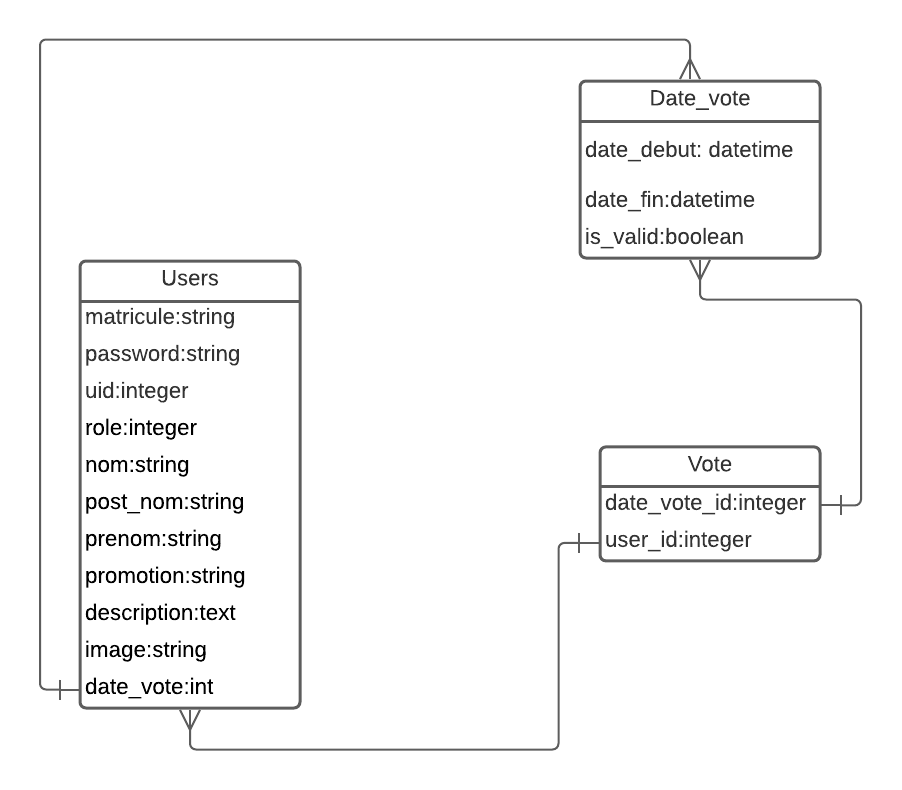 Date_vote
date_debut: datetime
date_fin:datetime
is_valid:boolean
Users
matricule:string
password:string
uid:integer
role:integer
nom:string
post_nom:string
prenom:string
promotion:string
description:text
image:string
date_vote:int
Vote
date_vote_id:integer
user_id:integer